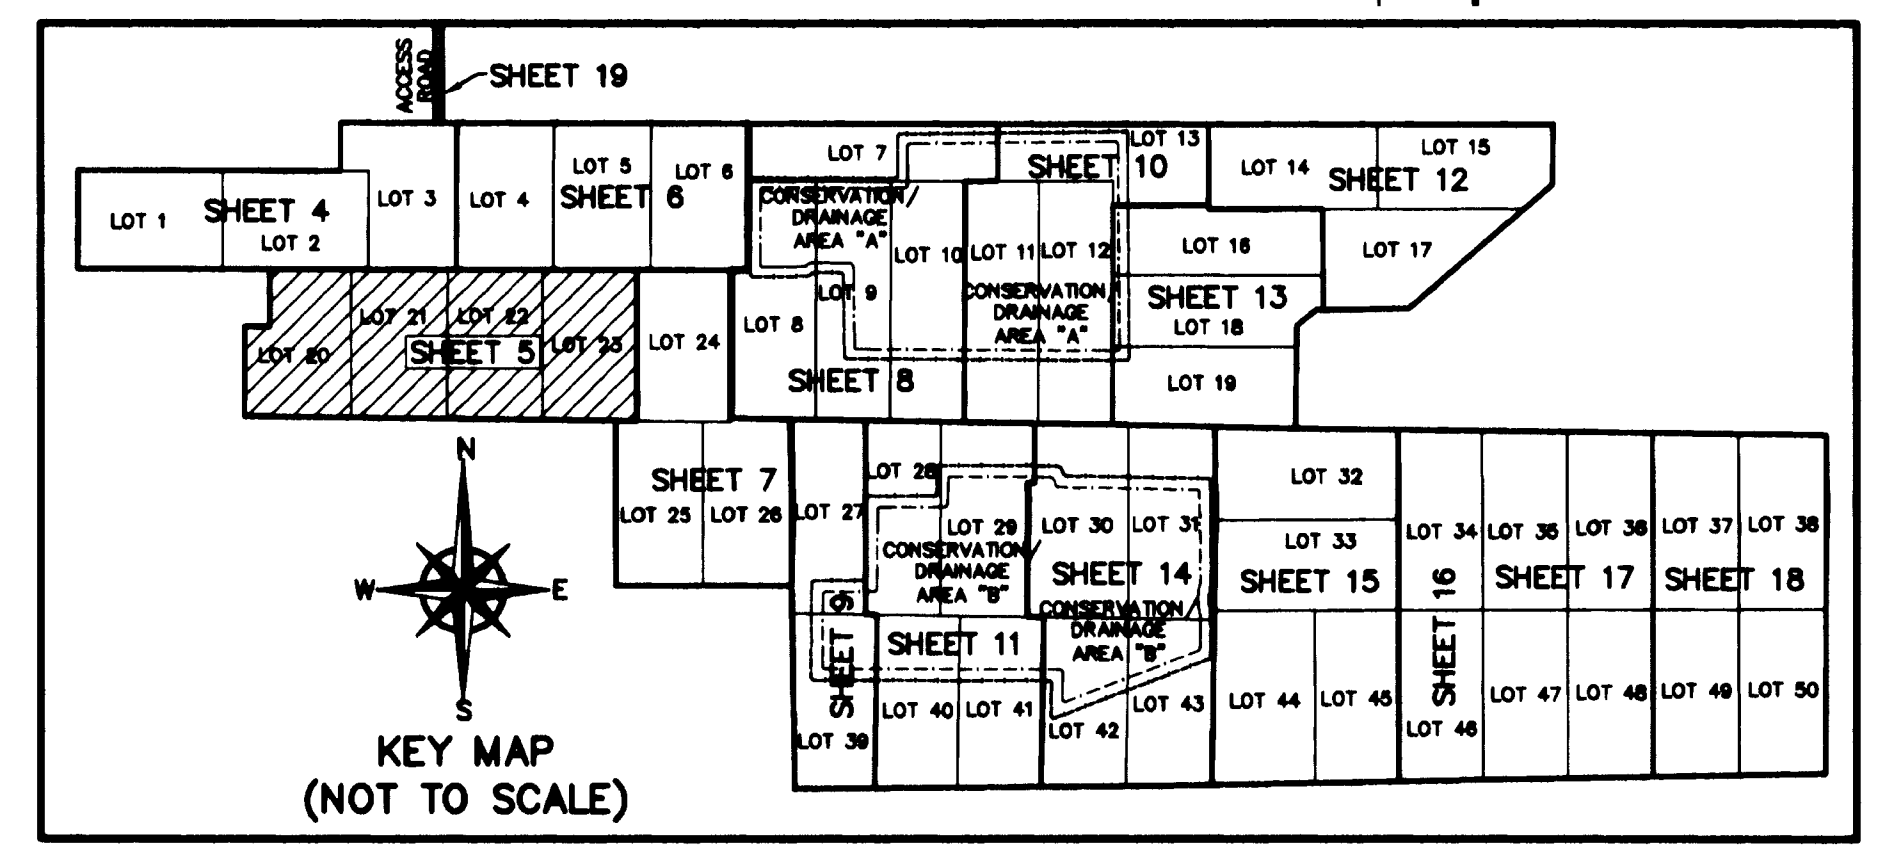 ACCESS
ROAD
SHEET 19
LOT 1
SHEET 4
LOT 2
LOT 3
LOT 4
LOT 5
SHEET 6
LOT 6
LOT 7
CONSERVATION/
DRAINAGE
AREA "A"
LOT 10
LOT 9
LOT 8
SHEET 8
SHEET 10
LOT 13
LOT 11
LOT 12
CONSERVATION/
DRAINAGE
AREA "A"
LOT 14
LOT 15
SHEET 12
LOT 16
LOT 17
SHEET 13
LOT 18
LOT 19
LOT 20
LOT 21
LOT 22
SHEET 5
LOT 23
LOT 24
SHEET 7
LOT 25
LOT 26
LOT 27
LOT 28
LOT 29
CONSERVATION/
DRAINAGE
AREA "B"
LOT 30
LOT 31
SHEET 14
CONSERVATION/
DRAINAGE
AREA "B"
LOT 32
LOT 33
SHEET 15
LOT 34
SHEET 16
LOT 35
LOT 36
SHEET 17
LOT 37
LOT 38
SHEET 18
SHEET 9
LOT 39
SHEET 11
LOT 40
LOT 41
LOT 42
LOT 43
LOT 44
LOT 45
LOT 46
LOT 47
LOT 48
LOT 49
LOT 50
N
W
E
S
KEY MAP
(NOT TO SCALE)